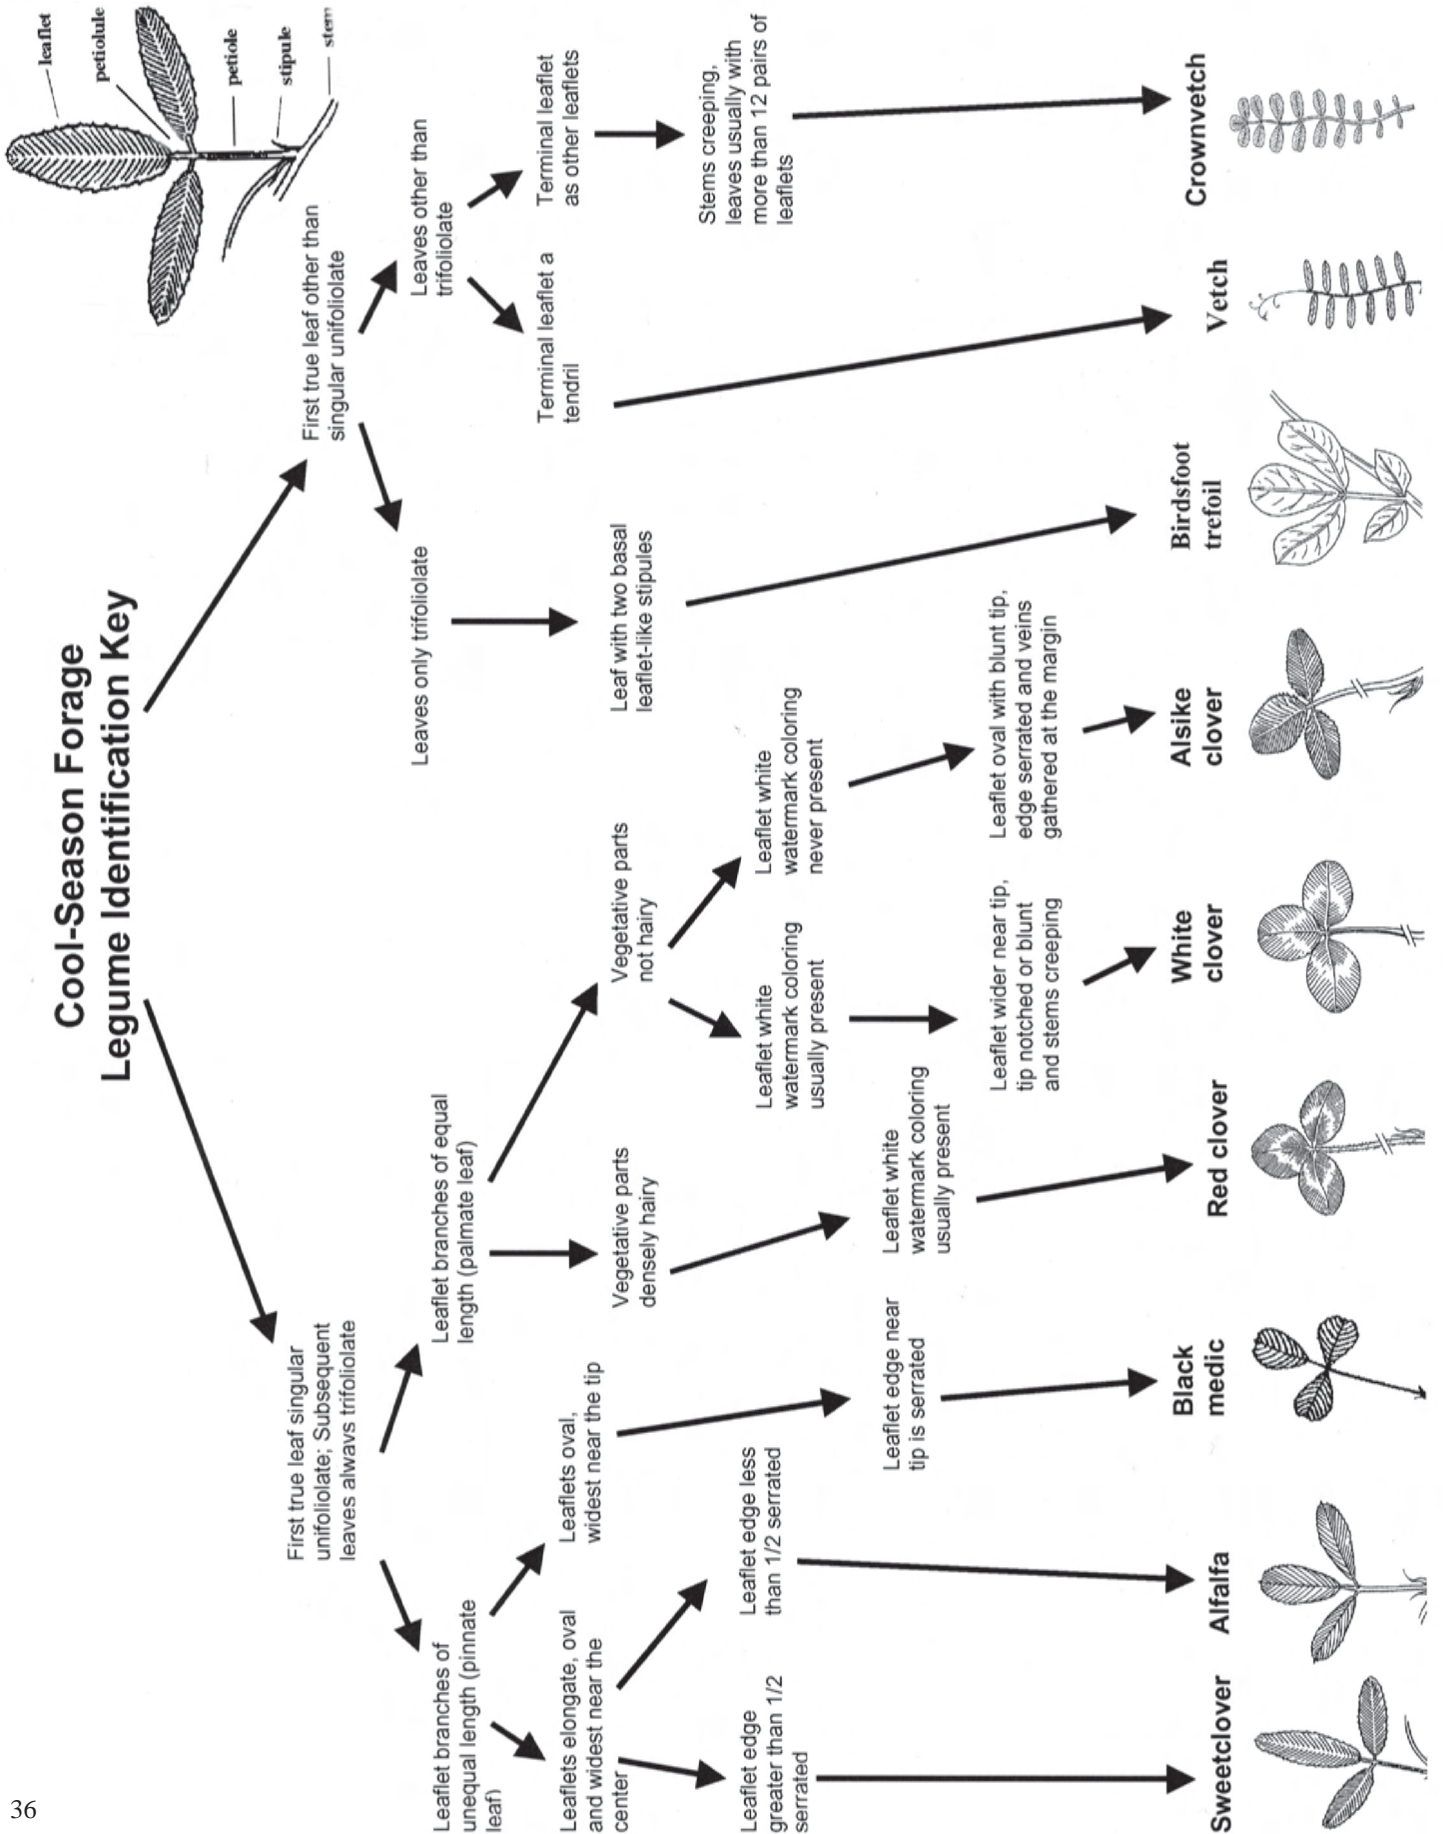 36
Cool-Season Forage
Legume Identification Key
leaflet
petiolule
petiole
stipule
stem
First true leaf singular
unifoliolate; Subsequent
leaves always trifoliolate
First true leaf other than
singular unifoliolate
Leaflet branches of
unequal length (pinnate
leaf)
Leaflet branches of equal
length (palmate leaf)
Leaves only trifoliolate
Leaves other than
trifoliolate
Leaflets elongate, oval
and widest near the
center
Leaflets oval,
widest near the tip
Vegetative parts
densely hairy
Vegetative parts
not hairy
Leaf with two basal
leaflet-like stipules
Terminal leaflet a
tendril
Terminal leaflet
as other leaflets
Leaflet edge
greater than 1/2
serrated
Leaflet edge less
than 1/2 serrated
Leaflet edge near
tip is serrated
Leaflet white
watermark coloring
usually present
Leaflet white
watermark coloring
usually present
Leaflet white
watermark coloring
never present
Stems creeping,
leaves usually with
more than 12 pairs of
leaflets
Leaflet wider near tip,
tip notched or blunt
and stems creeping
Leaflet oval with blunt tip,
edge serrated and veins
gathered at the margin
Sweetclover
Alfalfa
Black
medic
Red clover
White
clover
Alsike
clover
Birdsfoot
trefoil
Vetch
Crownvetch